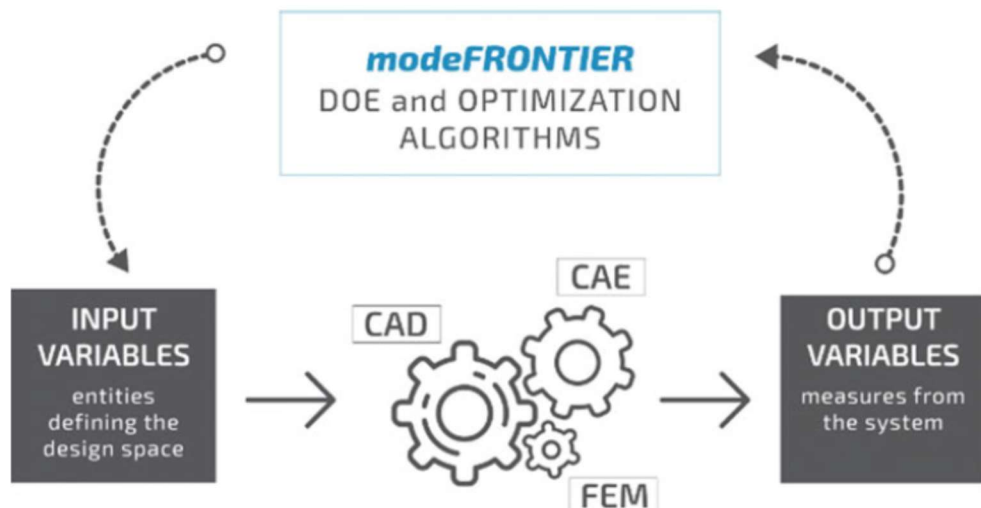 modeFRONTIER
DOE and OPTIMIZATION
ALGORITHMS
INPUT
VARIABLES
entities
defining the
design space
CAD
CAE
FEM
OUTPUT
VARIABLES
measures from
the system